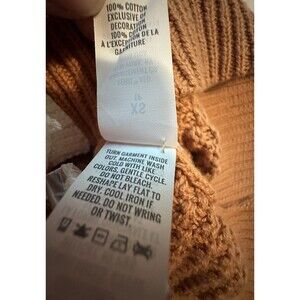 100% COTTON
EXCLUSIVE OF
DECORATION
100% COTON
À L'EXCEPTION DE LA
GARNITURE
XS
TURN GARMENT INSIDE
OUT. MACHINE WASH
COLD WITH LIKE
COLORS, GENTLE CYCLE.
DO NOT BLEACH.
RESHAPE LAY FLAT TO
DRY. COOL IRON IF
NEEDED. DO NOT WRING
OR TWIST.